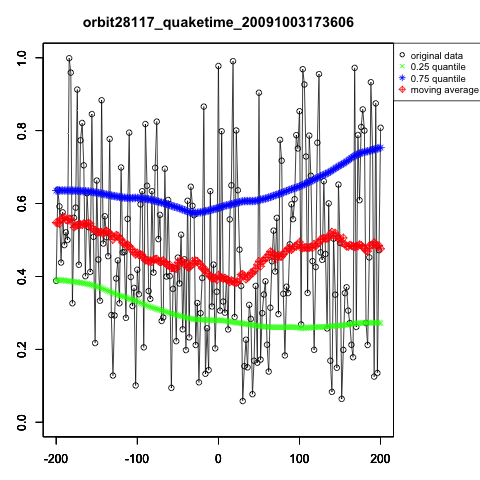 orbit28117_quaketime_20091003173606
original data
0.25 quantile
0.75 quantile
moving average
1.0
0.8
0.6
0.4
0.2
0.0
-200 -100 0 100 200